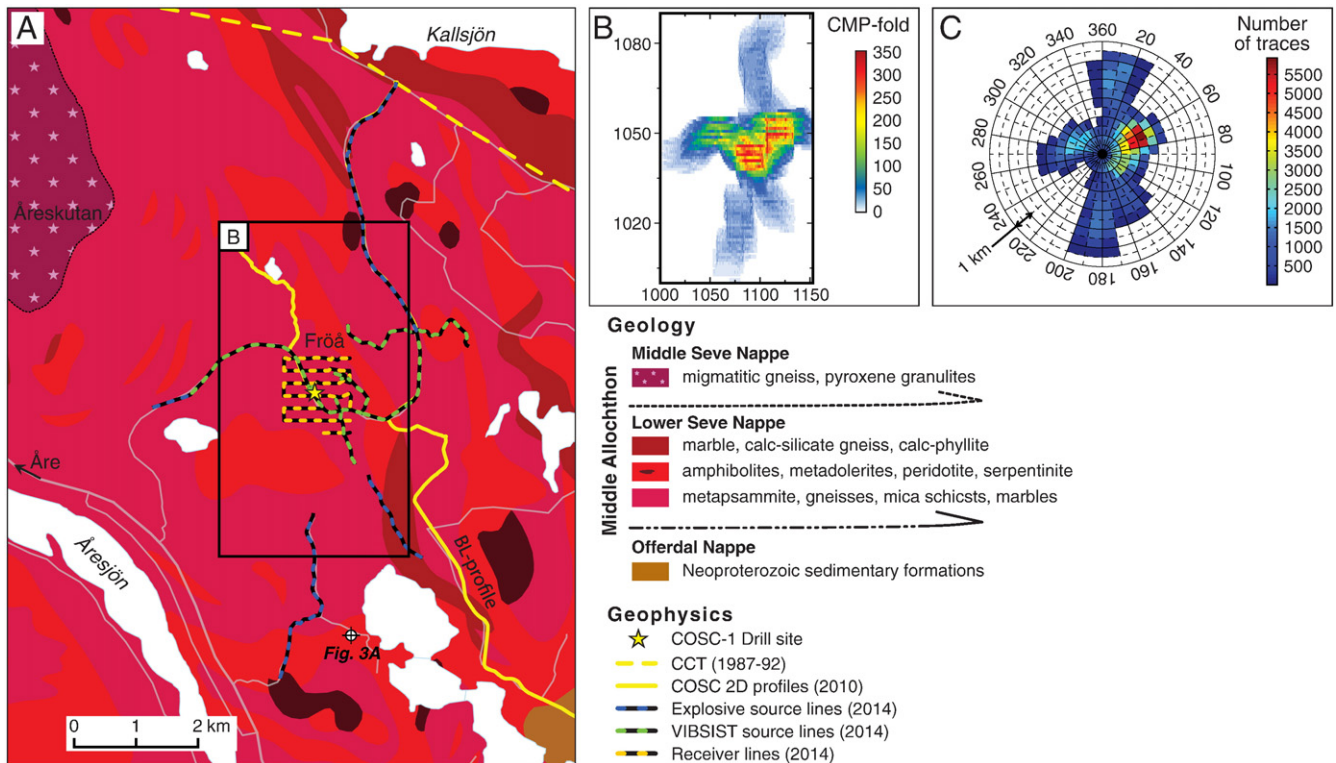 A
Kallsjön
Åreskutan
B
Fröå
Åre
Åresjön
BL-profile
Fig. 3A
0 1 2 km
B
CMP-fold
1080
1050
1020
1000 1050 1100 1150
350
300
250
200
150
100
50
0
C
Number
of traces
360
20
40
60
80
100
120
140
160
180
200
220
240
260
280
300
320
340
1 km
5500
5000
4500
4000
3500
3000
2500
2000
1500
1000
500
Geology
Middle Allochthon
Middle Seve Nappe
migmatitic gneiss, pyroxene granulites
Lower Seve Nappe
marble, calc-silicate gneiss, calc-phyllite
amphibolites, metadolerites, peridotite, serpentinite
metapsammite, gneisses, mica schicsts, marbles
Offerdal Nappe
Neoproterozoic sedimentary formations
Geophysics
COSC-1 Drill site
CCT (1987-92)
COSC 2D profiles (2010)
Explosive source lines (2014)
VIBSIST source lines (2014)
Receiver lines (2014)